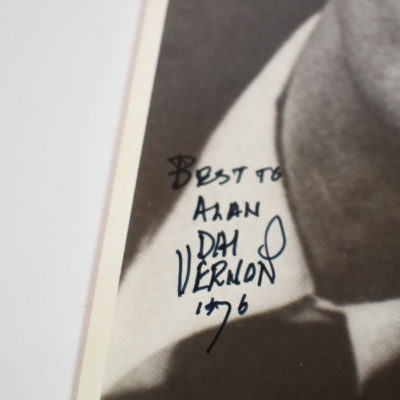 Best to
Alan
Dai
Vernon
1976